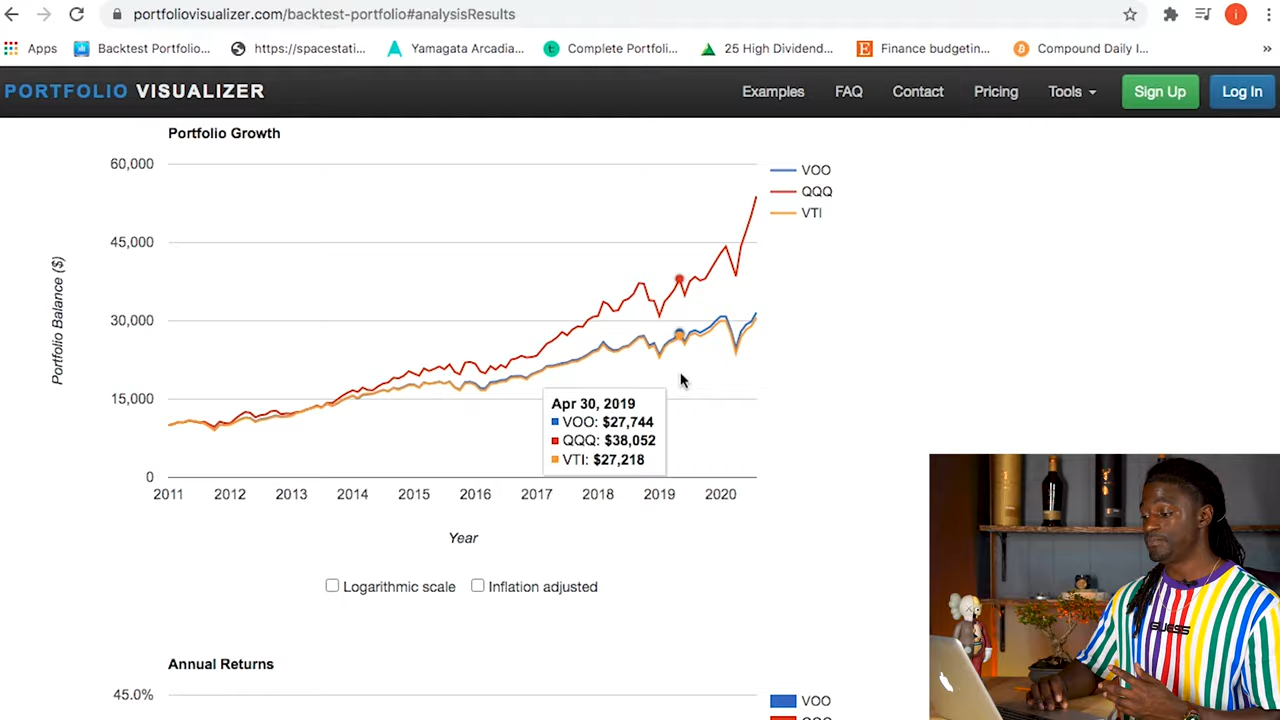 portfoliovisualizer.com/backtest-portfolio#analysisResults
i
Apps
Backtest Portfolio...
https://spacestati...
Yamagata Arcadia...
Complete Portfoli...
25 High Dividend...
Finance budgetin...
Compound Daily I...
»
PORTFOLIO VISUALIZER
Examples
FAQ
Contact
Pricing
Tools
Sign Up
Log In
Portfolio Growth
60,000
45,000
30,000
15,000
0
Portfolio Balance ($)
VOO
QQQ
VTI
Apr 30, 2019
VOO: $27,744
QQQ: $38,052
VTI: $27,218
2011 2012 2013 2014 2015 2016 2017 2018 2019 2020
Year
Logarithmic scale
Inflation adjusted
Annual Returns
45.0%
VOO
GUESS